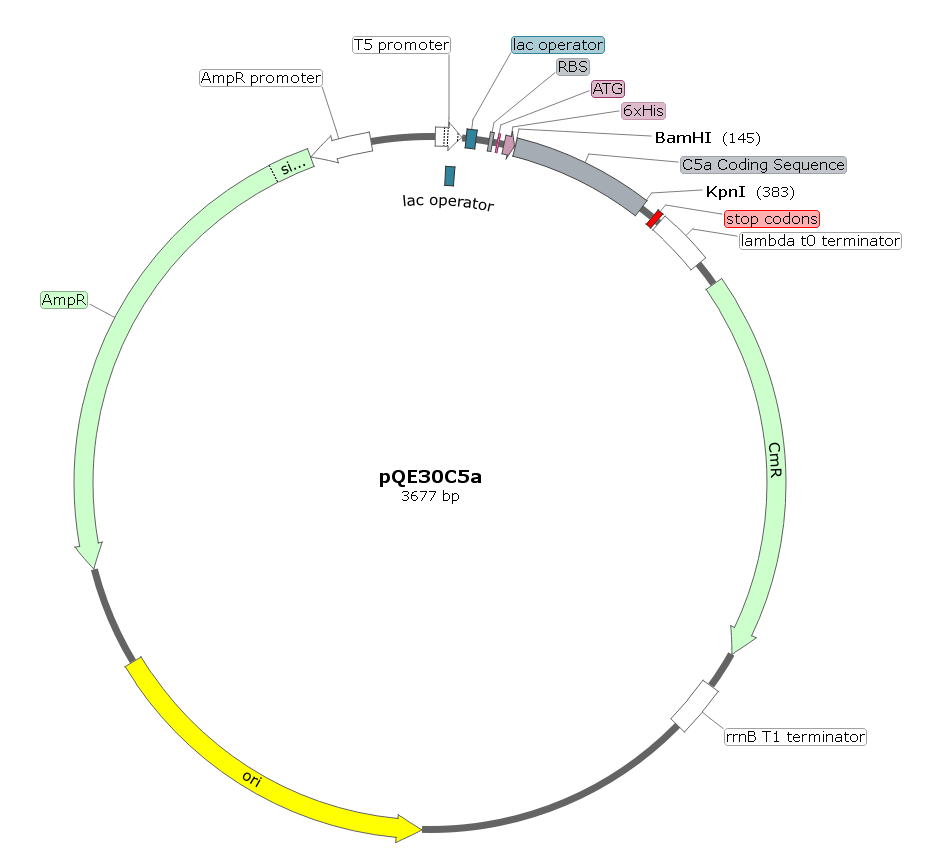 T5 promoter
lac operator
RBS
AmpR promoter
ATG
6xHis
BamHI (145)
si...
C5a Coding Sequence
KpnI (383)
lac operator
stop codons
lambda t0 terminator
AmpR
CmR
pQE30C5a
3677 bp
rrnB T1 terminator
ori